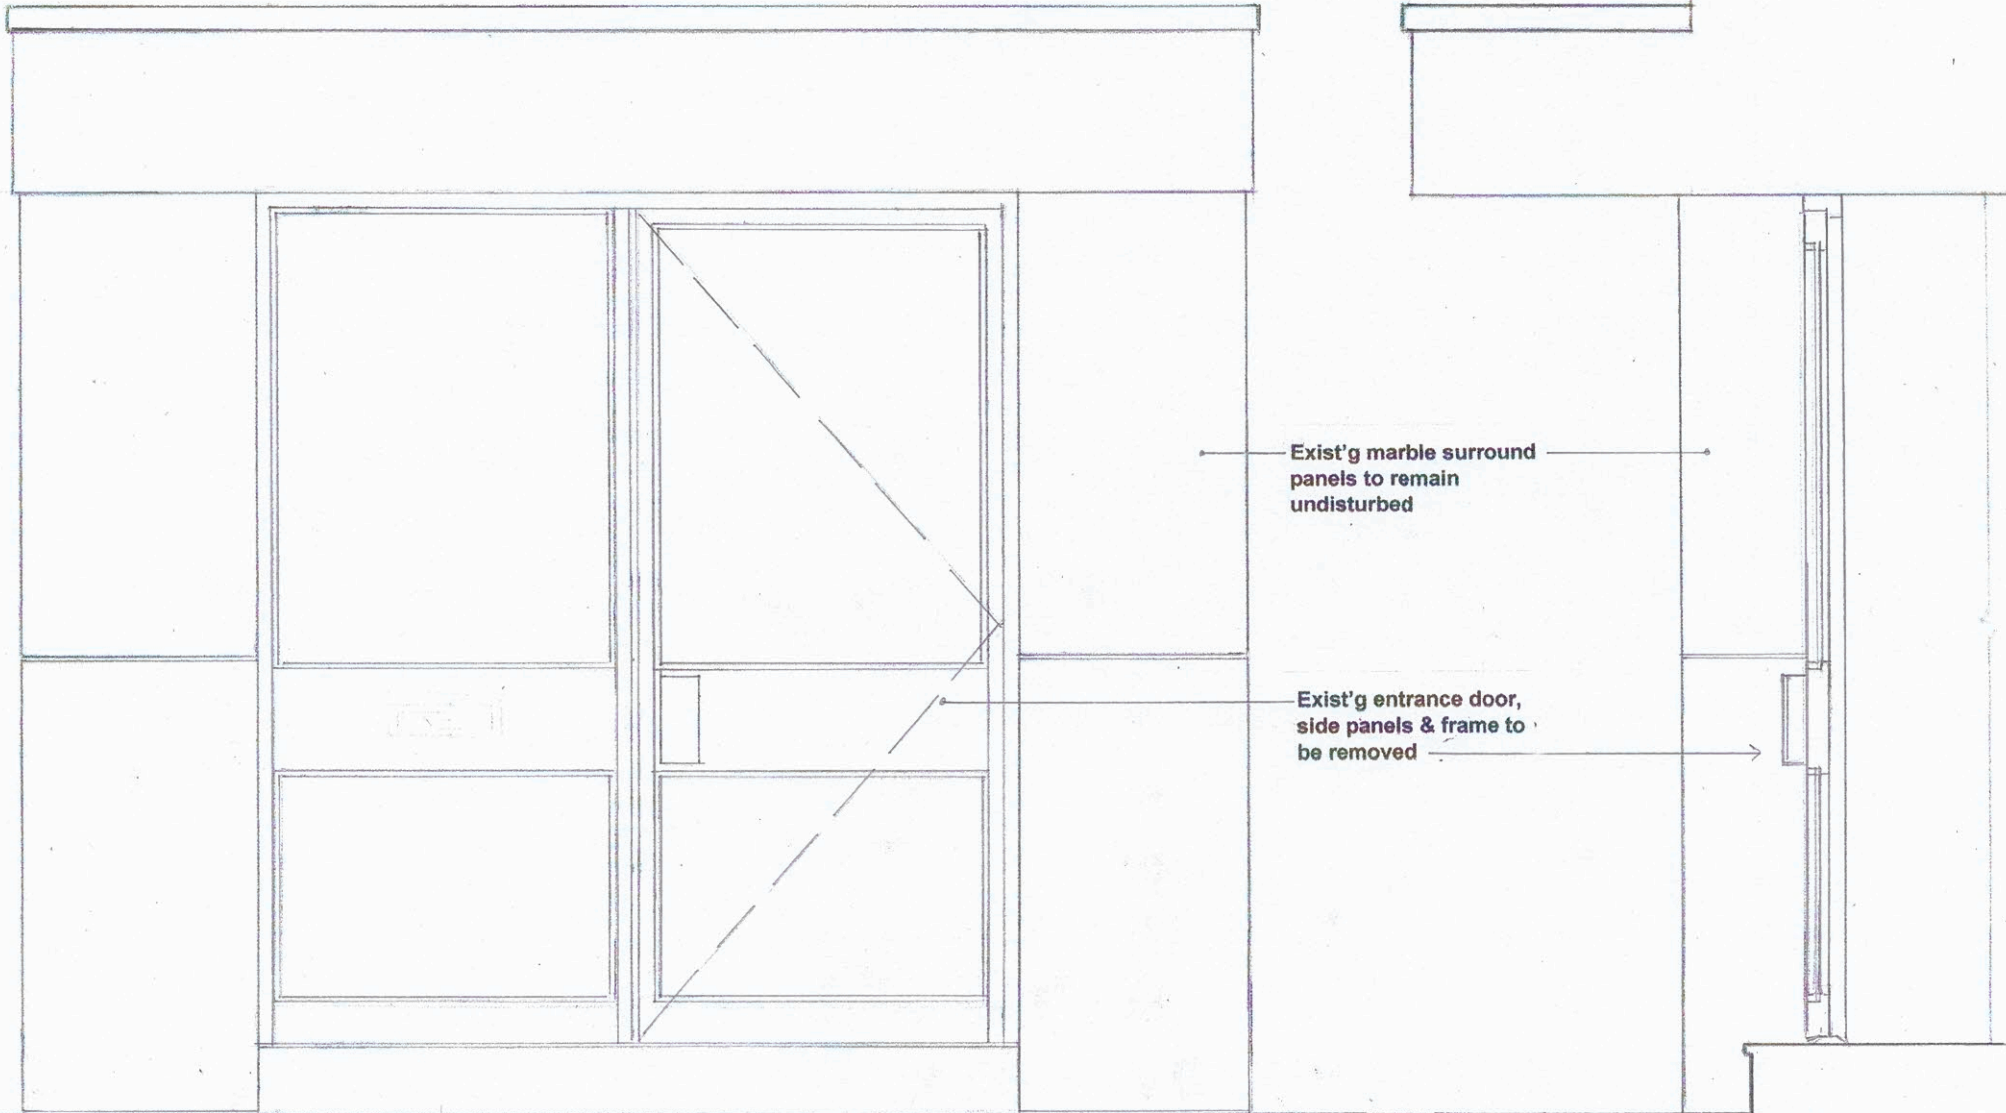 Exist'g marble surround
panels to remain
undisturbed
Exist'g entrance door,
side panels & frame to
be removed